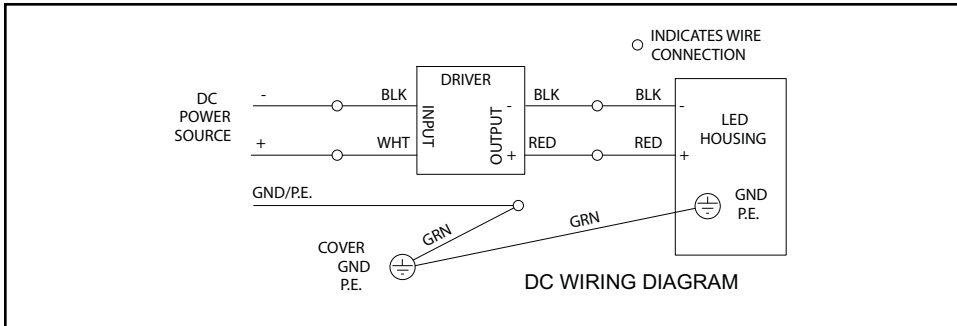 INDICATES WIRE
CONNECTION
DRIVER
DC
POWER
SOURCE
-
BLK
INPUT
OUTPUT
-
BLK
BLK
-
LED
HOUSING
+
WHT
+
RED
RED
+
GND/P.E.
GRN
GRN
GND
P.E.
COVER
GND
P.E.
DC WIRING DIAGRAM